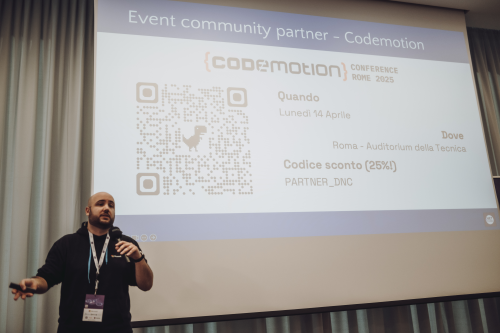 Event community partner - Codemotion
{CODEMOTION}
CONFERENCE
ROME 2025
Quando
Lunedì 14 Aprile
Dove
Roma - Auditorium della Tecnica
Codice sconto (25%!)
PARTNER_DNC